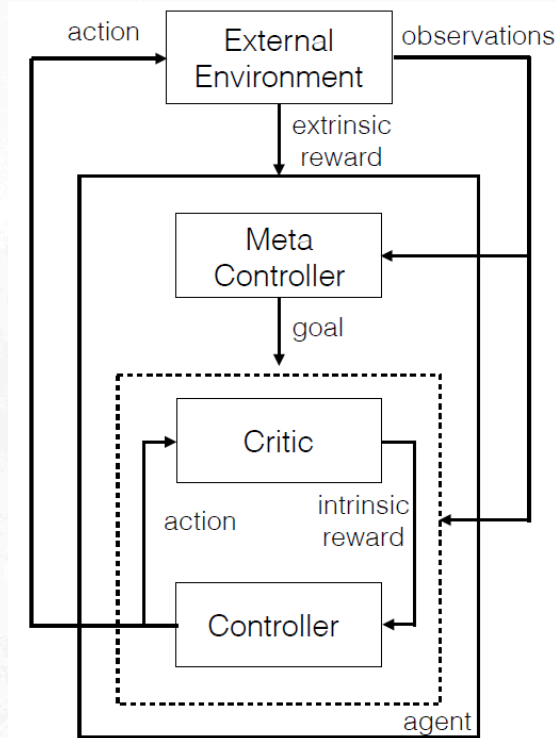 action
External
Environment
observations
extrinsic
reward
Meta
Controller
goal
Critic
action
intrinsic
reward
Controller
agent